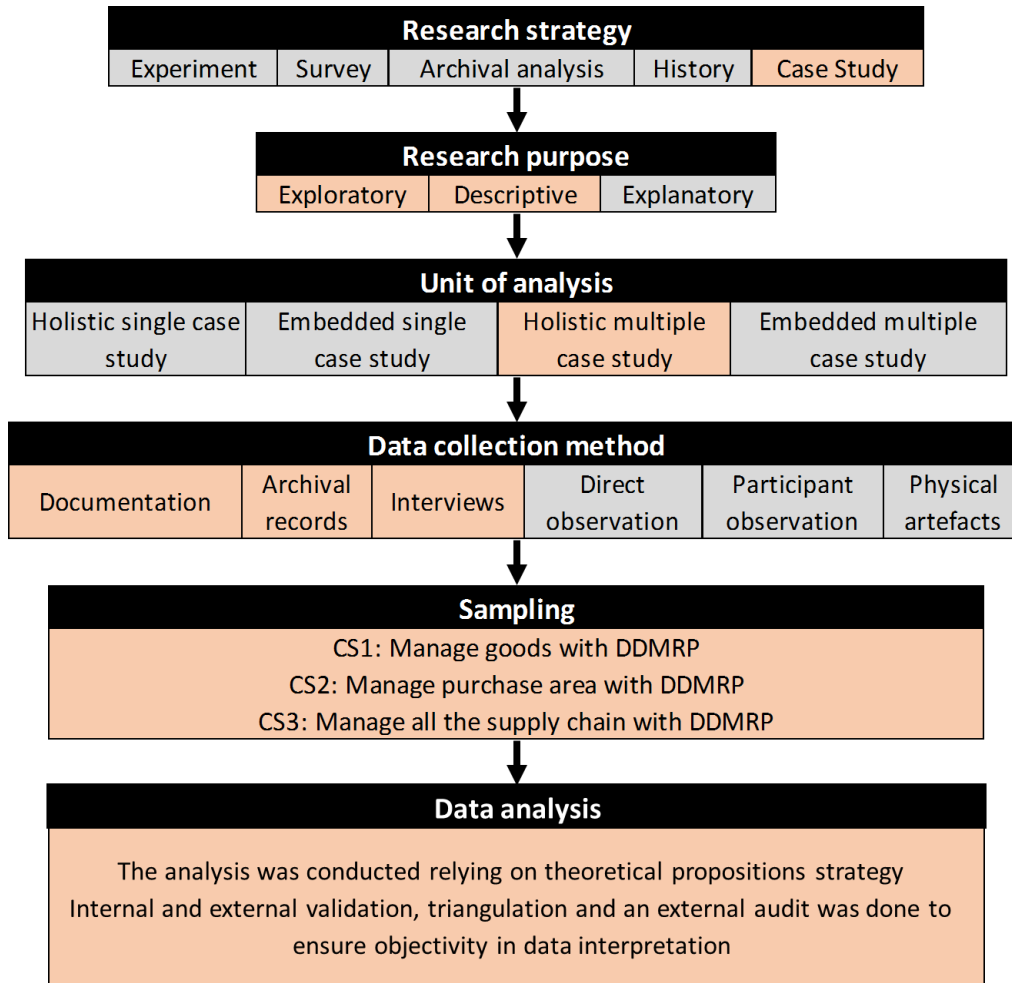 Research strategy
Experiment Survey Archival analysis History Case Study
Research purpose
Exploratory Descriptive Explanatory
Unit of analysis
Holistic single case study
Embedded single case study
Holistic multiple case study
Embedded multiple case study
Data collection method
Documentation
Archival records
Interviews
Direct observation
Participant observation
Physical artefacts
Sampling
CS1: Manage goods with DDMRP
CS2: Manage purchase area with DDMRP
CS3: Manage all the supply chain with DDMRP
Data analysis
The analysis was conducted relying on theoretical propositions strategy
Internal and external validation, triangulation and an external audit was done to
ensure objectivity in data interpretation